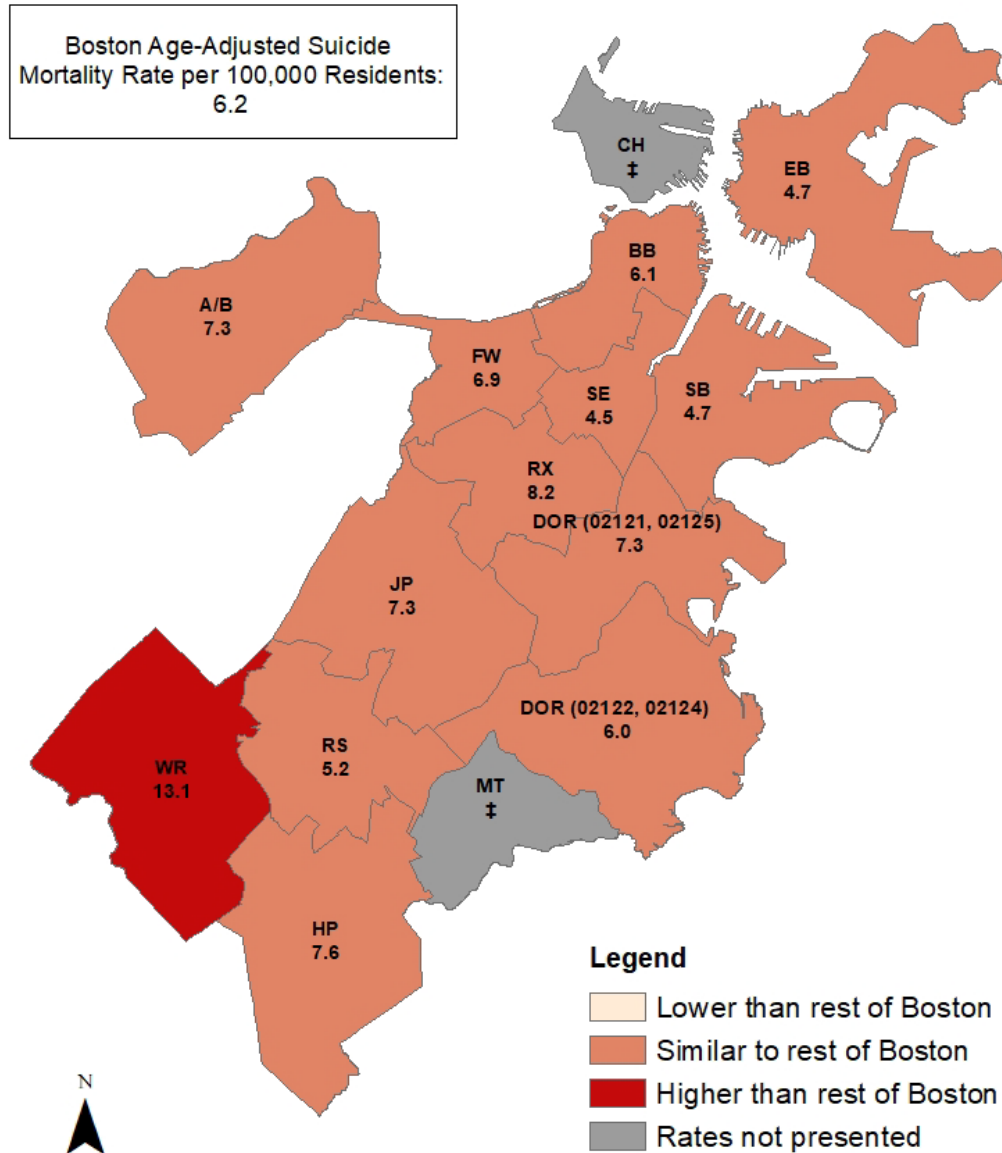 Boston Age-Adjusted Suicide
Mortality Rate per 100,000 Residents:
6.2
CH
‡
EB
4.7
BB
6.1
A/B
7.3
FW
6.9
SE
4.5
SB
4.7
RX
8.2
DOR (02121, 02125)
7.3
JP
7.3
DOR (02122, 02124)
6.0
RS
5.2
WR
13.1
MT
‡
HP
7.6
Legend
Lower than rest of Boston
Similar to rest of Boston
Higher than rest of Boston
Rates not presented
N